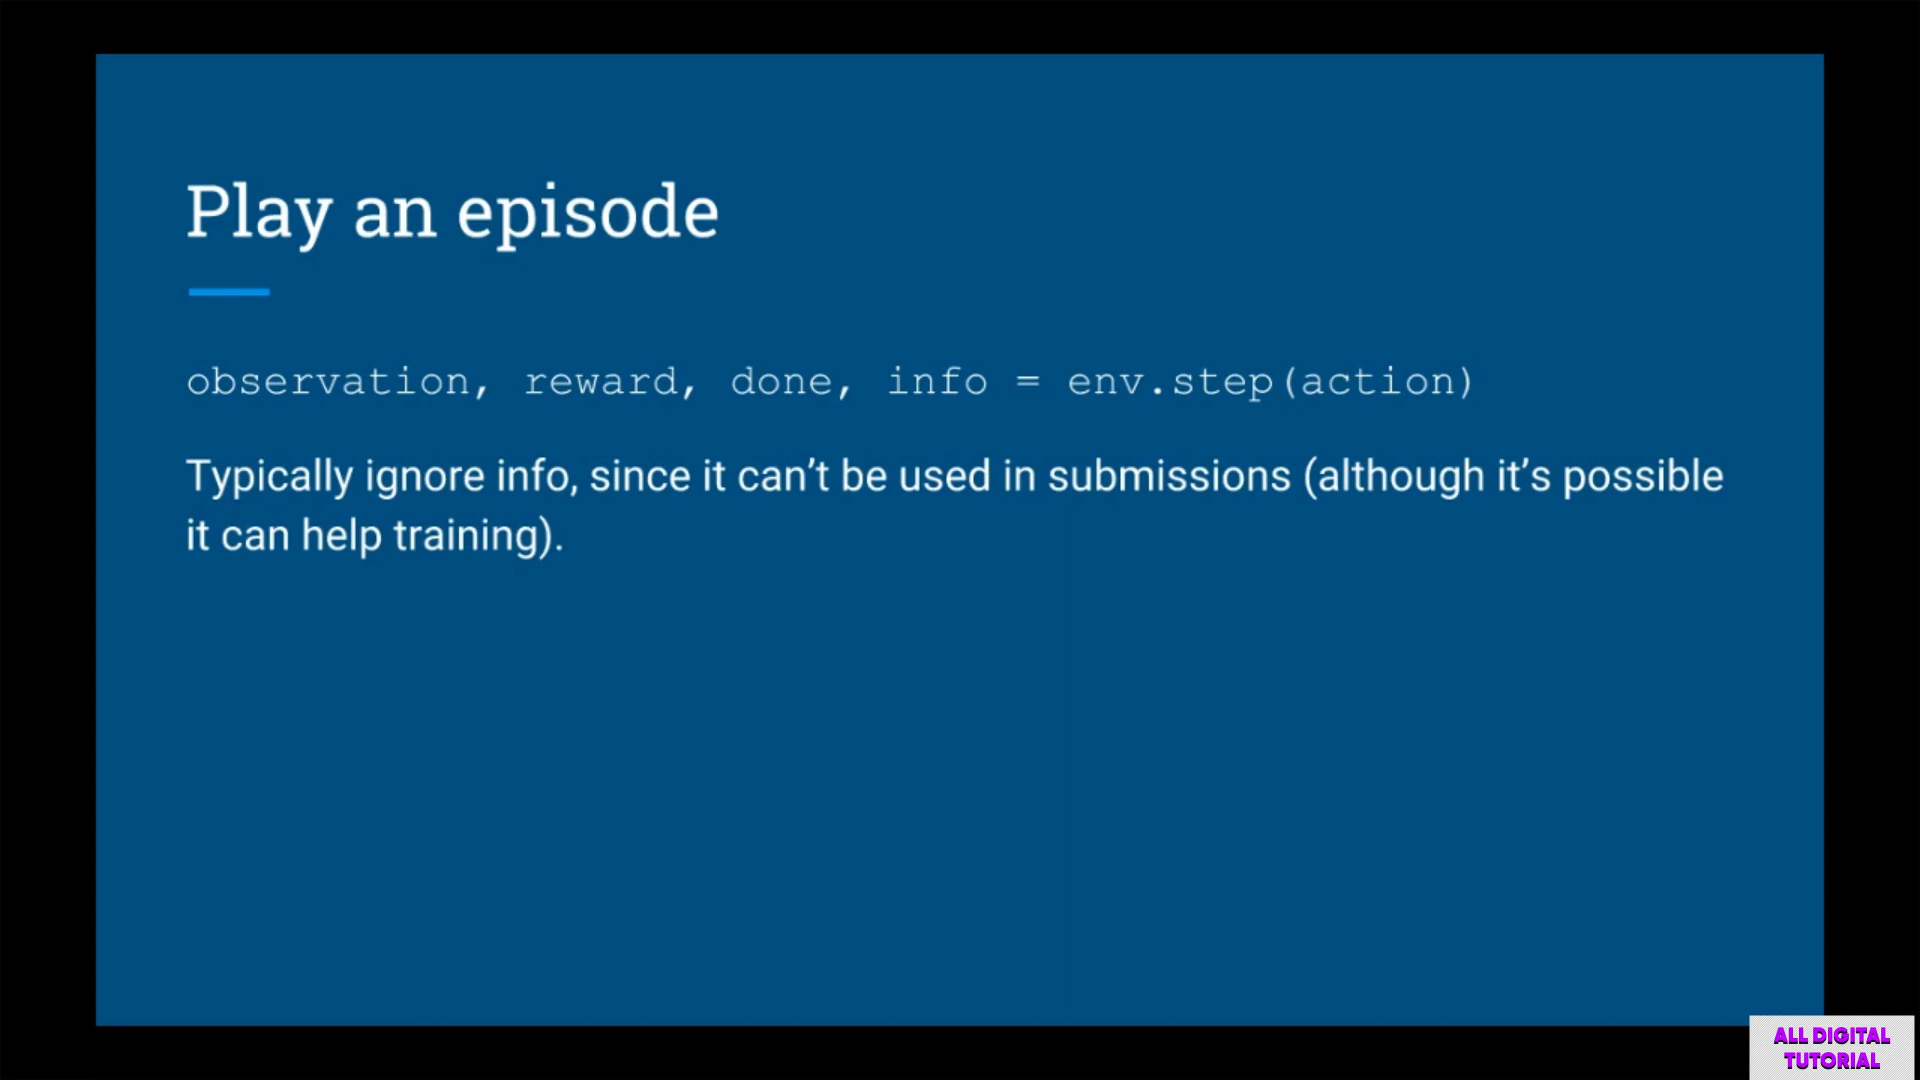 Play an episode
observation, reward, done, info = env.step(action)
Typically ignore info, since it can’t be used in submissions (although it’s possible
it can help training).
ALL DIGITAL
TUTORIAL